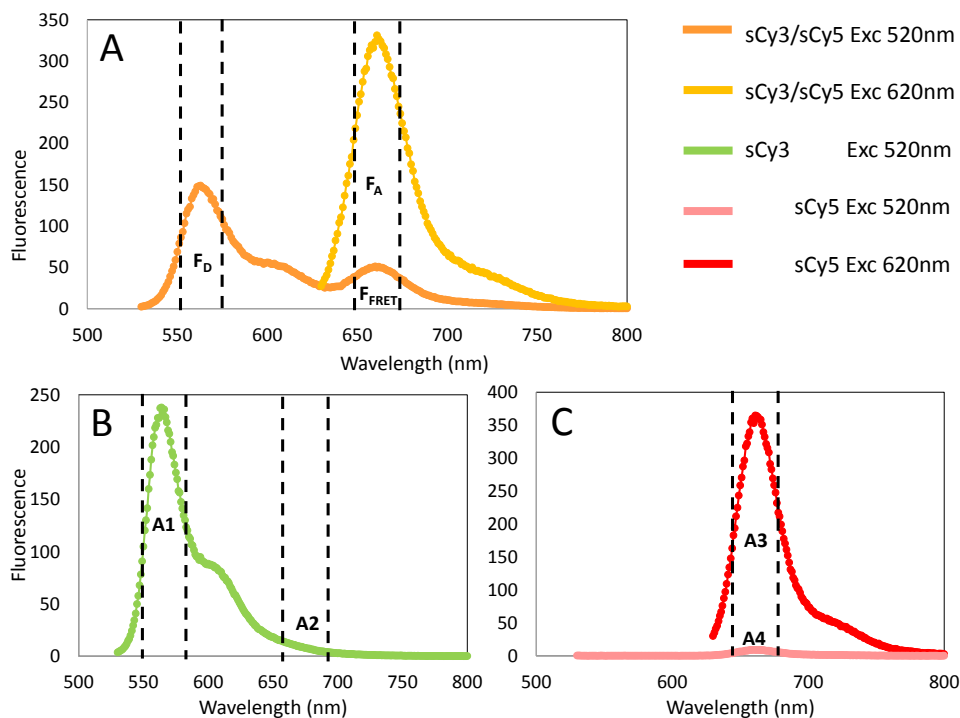 A
350
300
250
200
150
100
50
0
Fluorescence
F_D
F_A
F_FRET
500 550 600 650 700 750 800
Wavelength (nm)
sCy3/sCy5 Exc 520nm
sCy3/sCy5 Exc 620nm
sCy3 Exc 520nm
sCy5 Exc 520nm
sCy5 Exc 620nm
B
250
200
150
100
50
0
Fluorescence
A1
A2
500 550 600 650 700 750 800
Wavelength (nm)
C
400
350
300
250
200
150
100
50
0
A3
A4
500 600 700 800
Wavelength (nm)